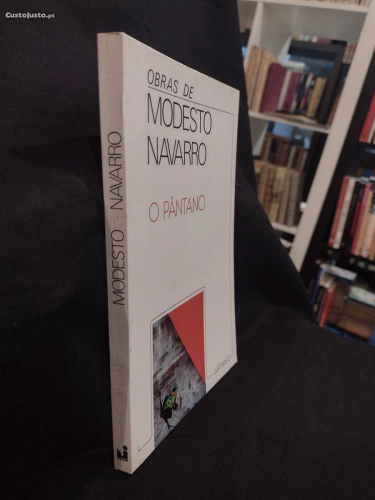 CustoJusto.pt
OBRAS DE
MODESTO
NAVARRO
O PÂNTANO
MODESTO NAVARRO